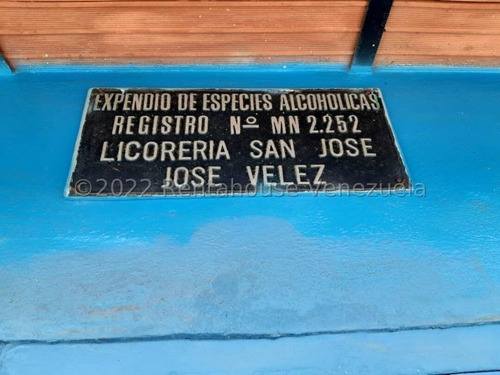 EXPENDIO DE ESPECIES ALCOHOLICAS
REGISTRO Nº MN 2.252
LICORERIA SAN JOSE
JOSE VELEZ
©2022 Rentahouse Venezuela